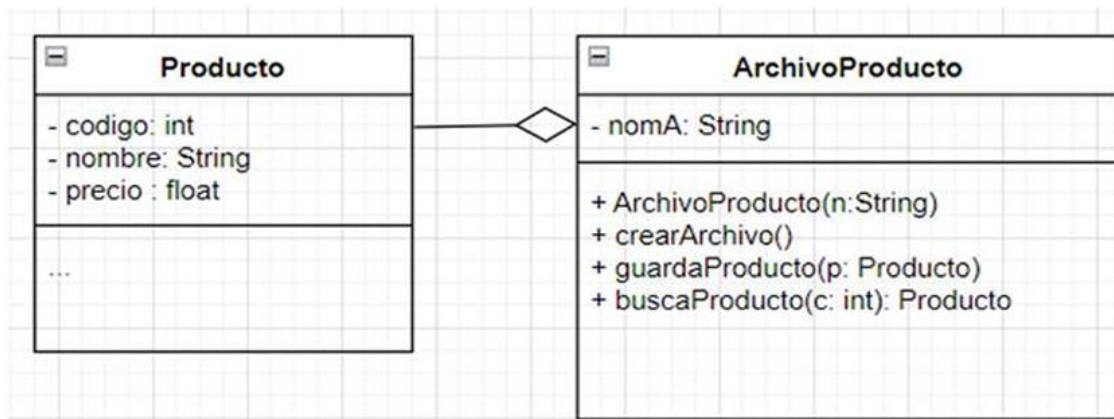 Producto
- codigo: int
- nombre: String
- precio : float
...
ArchivoProducto
- nomA: String
+ ArchivoProducto(n:String)
+ crearArchivo()
+ guardaProducto(p: Producto)
+ buscaProducto(c: int): Producto